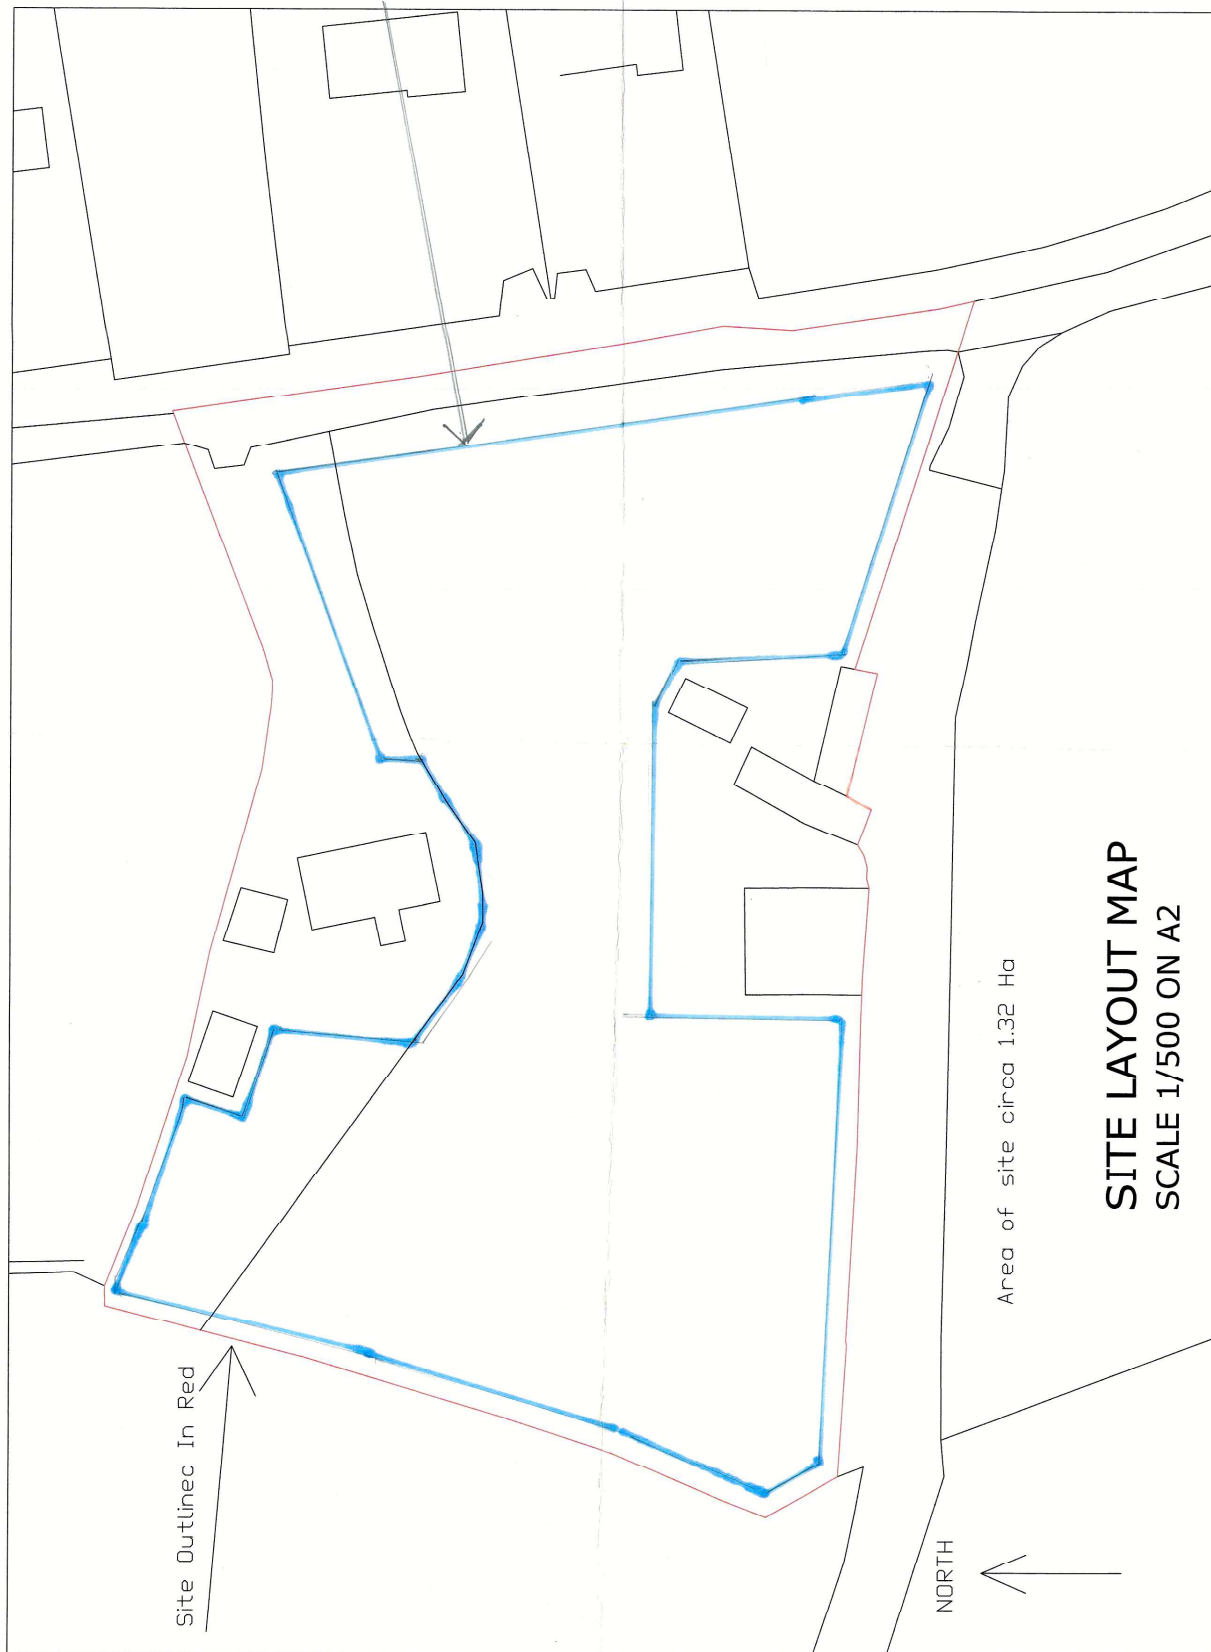 Site Outlinec In Red
Area of site circa 1.32 Ha
SITE LAYOUT MAP
SCALE 1/500 ON A2
NORTH